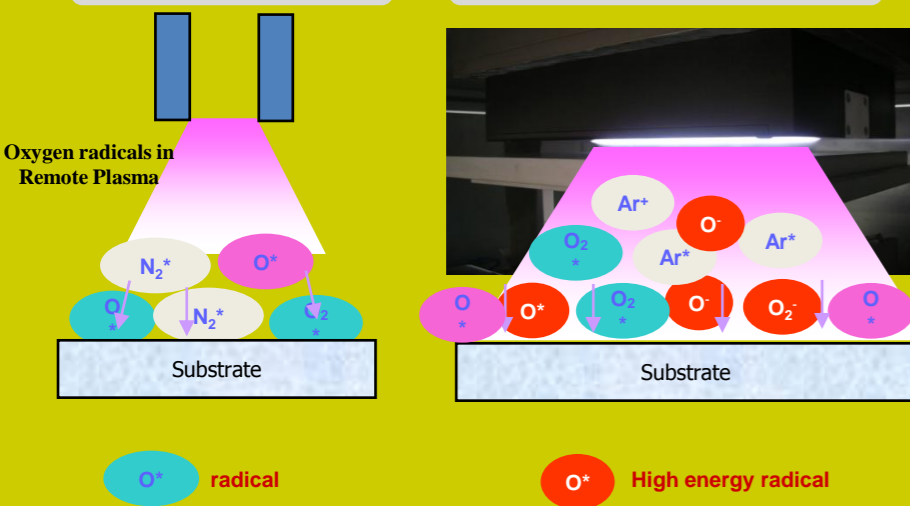 Oxygen radicals in
Remote Plasma
N₂*
O*
O
*
N₂*
O₂
*
Substrate
Ar⁺
O⁻
O₂
*
Ar*
Ar*
O
*
O*
O₂
*
O⁻
O₂⁻
O
*
Substrate
O*
radical
O*
High energy radical